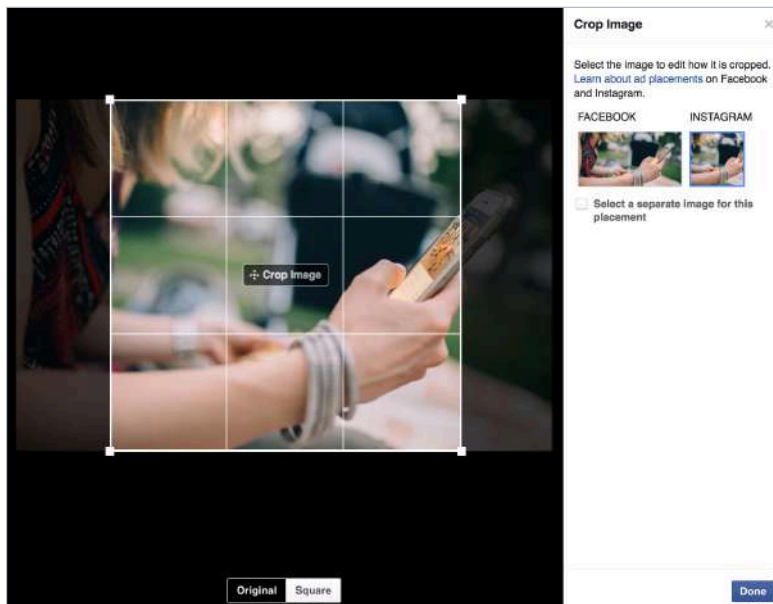 Crop Image
Select the image to edit how it is cropped.
Learn about ad placements on Facebook
and Instagram.
FACEBOOK INSTAGRAM
Select a separate image for this
placement
Crop Image
Original Square
Done